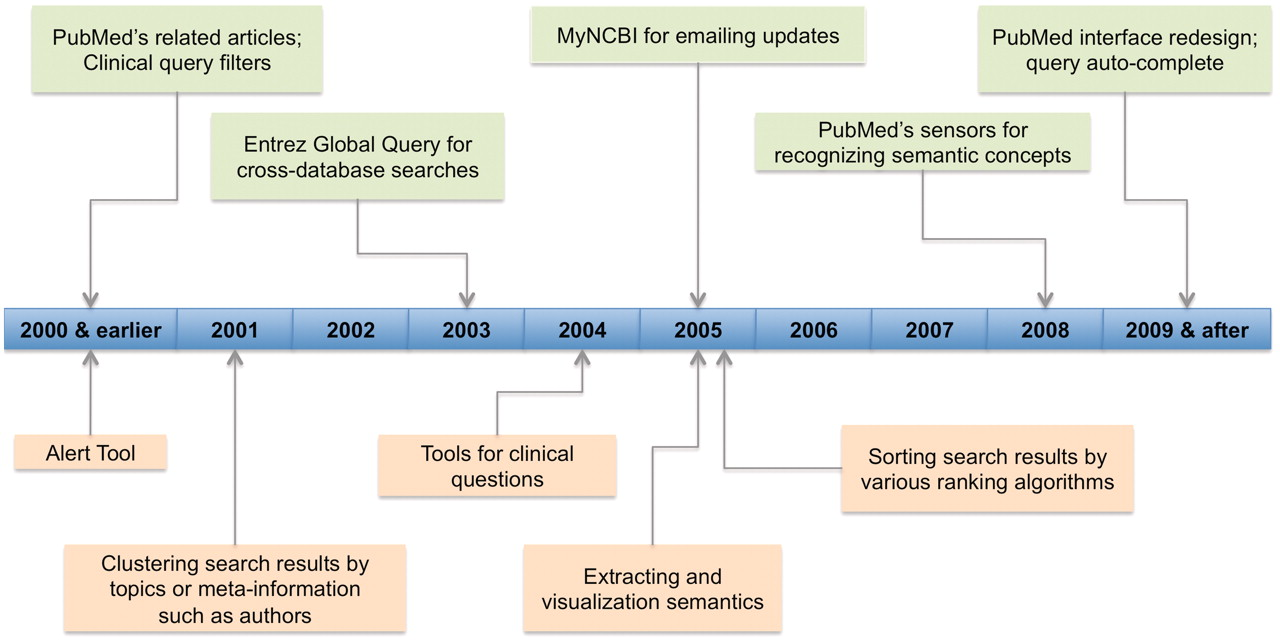 PubMed's related articles;
Clinical query filters
MyNCBI for emailing updates
PubMed interface redesign;
query auto-complete
Entrez Global Query for
cross-database searches
PubMed's sensors for
recognizing semantic concepts
2000 & earlier
2001
2002
2003
2004
2005
2006
2007
2008
2009 & after
Alert Tool
Tools for clinical
questions
Sorting search results by
various ranking algorithms
Clustering search results by
topics or meta-information
such as authors
Extracting and
visualization semantics